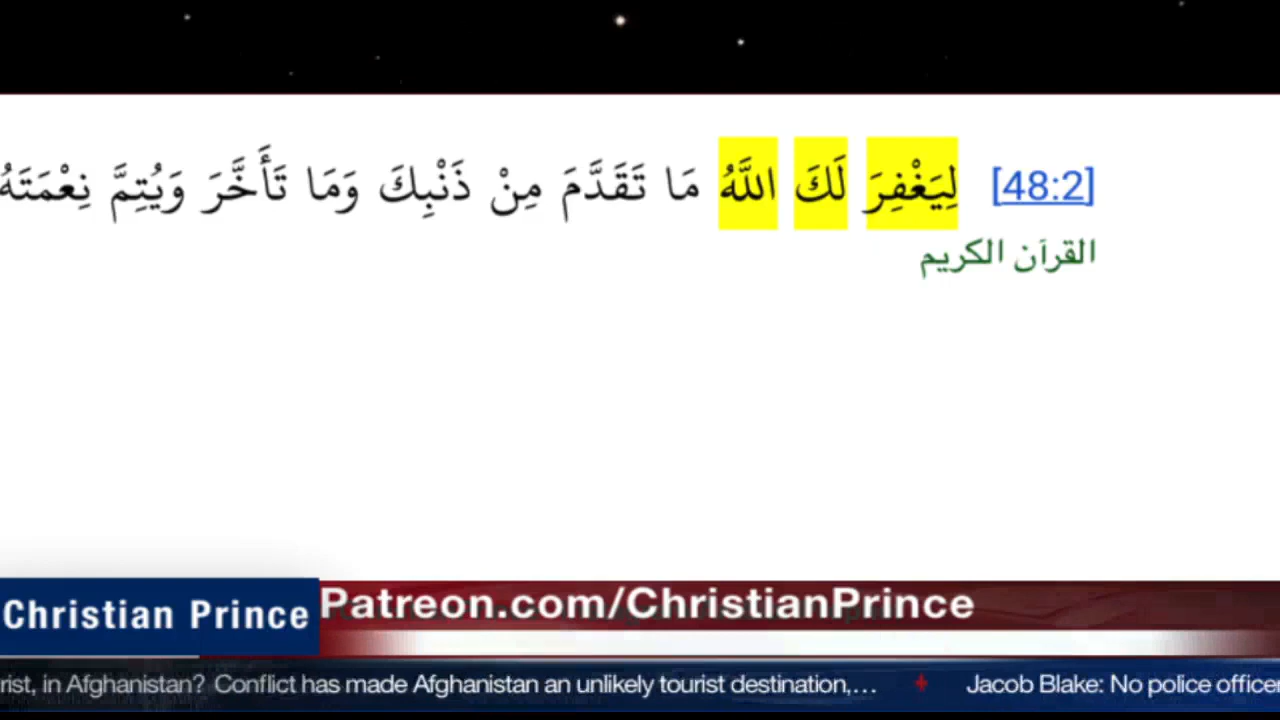 [48:2] لِيَغْفِرَ لَكَ اللَّهُ مَا تَقَدَّمَ مِنْ ذَنْبِكَ وَمَا تَأَخَّرَ وَيُتِمَّ نِعْمَتَهُ
القرآن الكريم
Christian Prince
Patreon.com/ChristianPrince
rist, in Afghanistan? Conflict has made Afghanistan an unlikely tourist destination,... Jacob Blake: No police officer